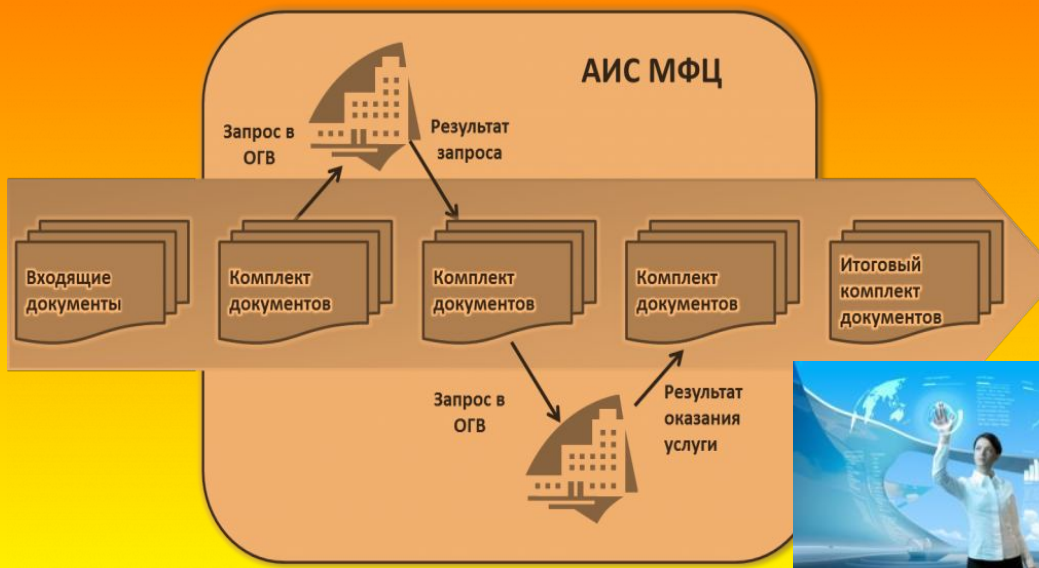 АИС МФЦ
Запрос в
ОГВ
Результат
запроса
Входящие
документы
Комплект
документов
Комплект
документов
Комплект
документов
Итоговый
комплект
документов
Запрос в
ОГВ
Результат
оказания
услуги